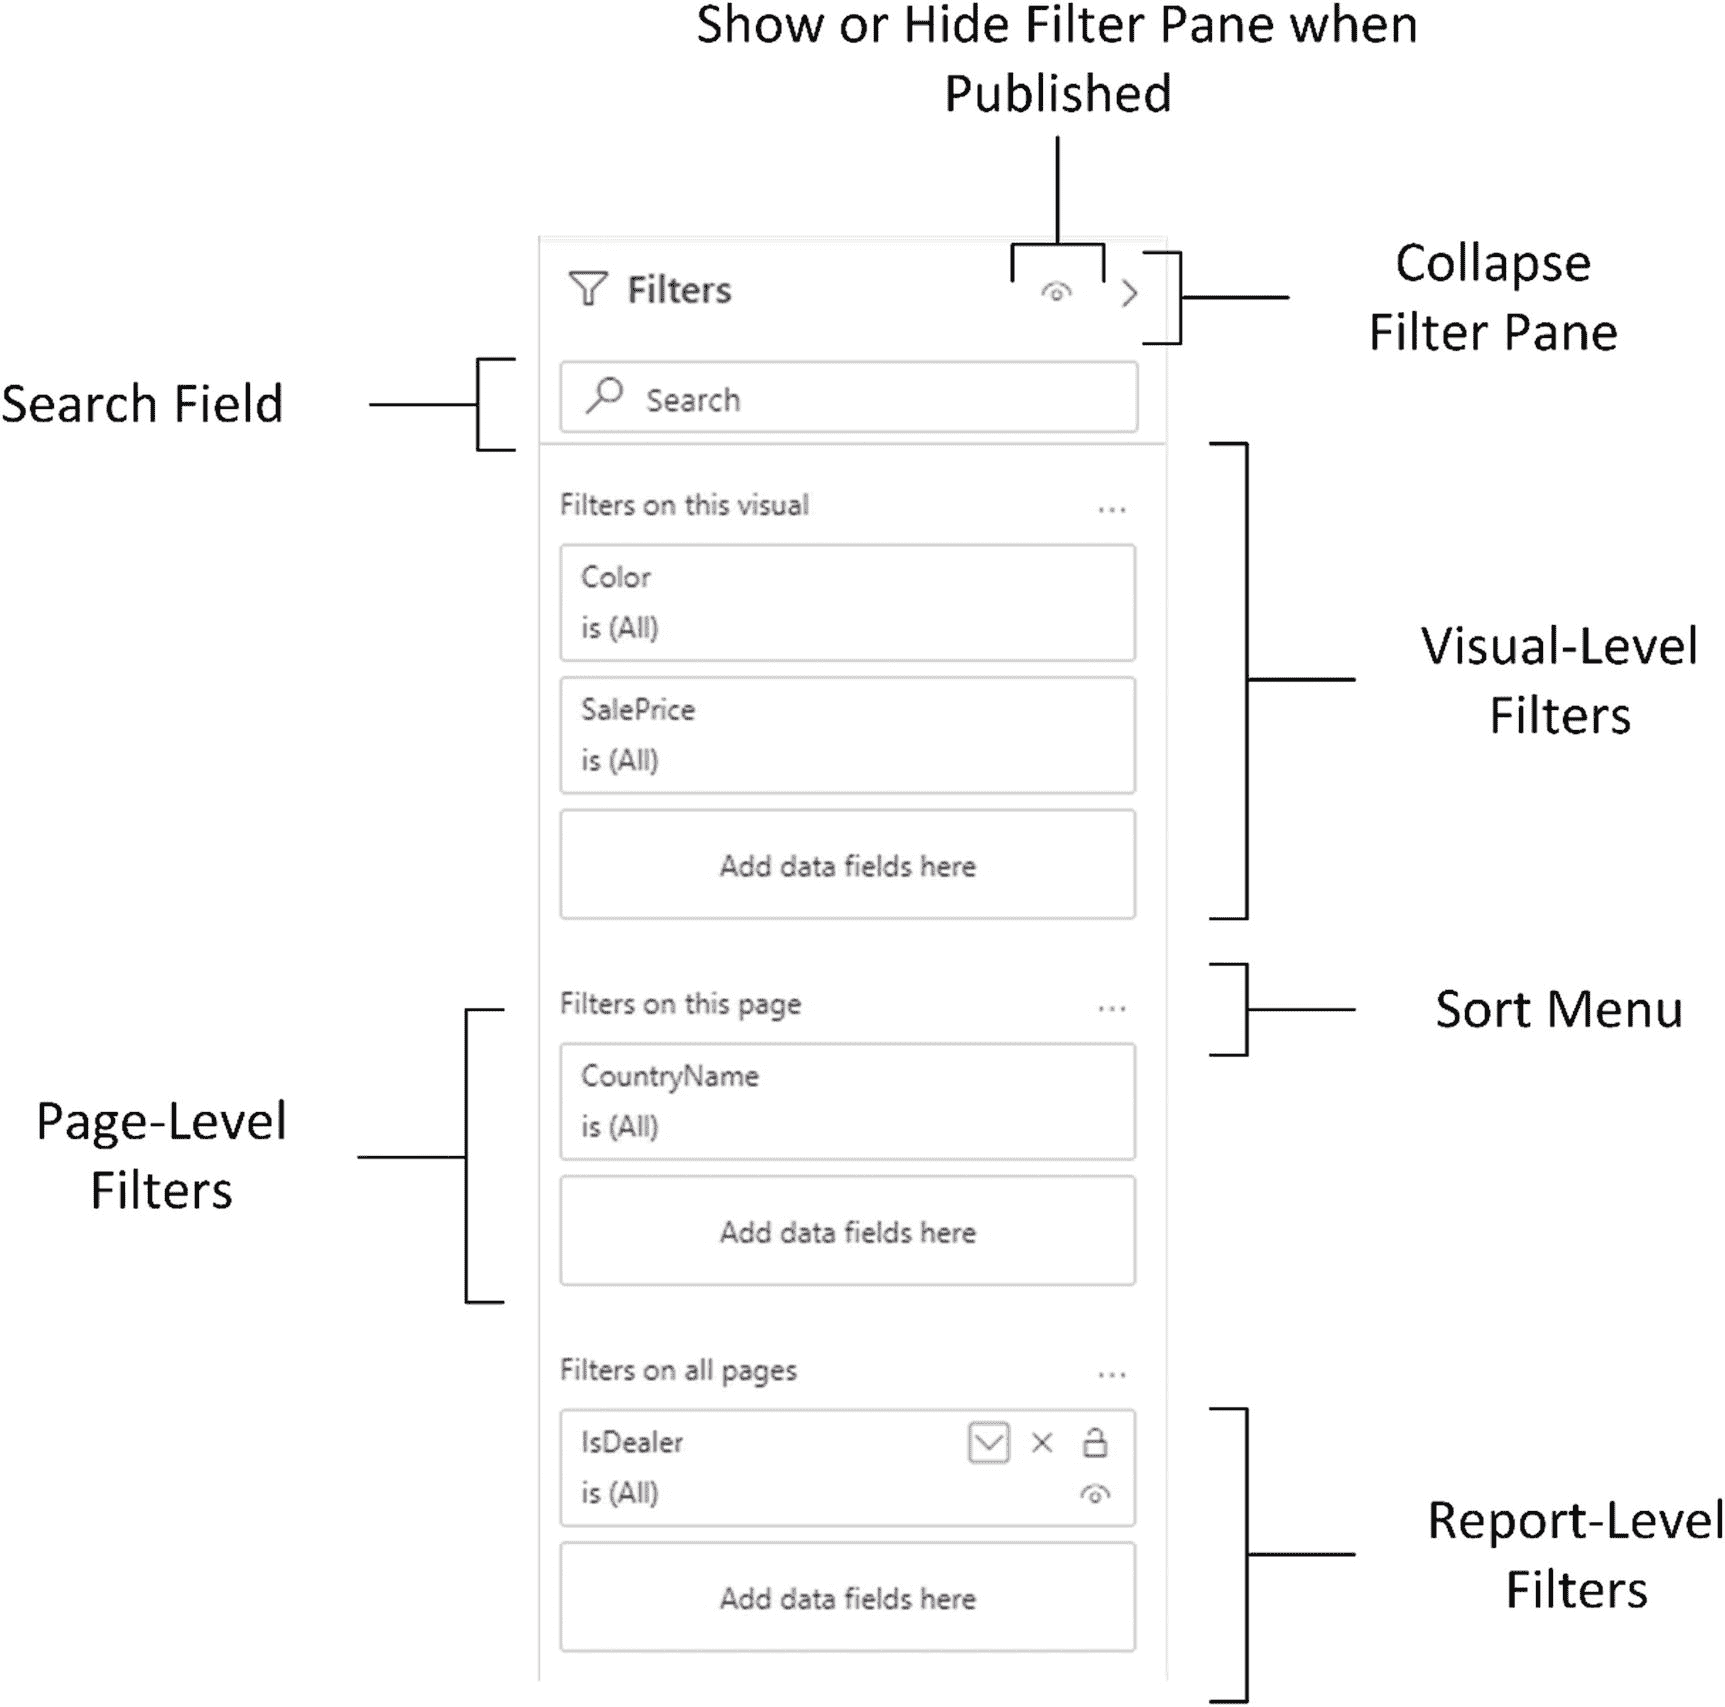 Show or Hide Filter Pane when
Published
Filters
Collapse
Filter Pane
Search Field
Search
Filters on this visual
...
Color
is (All)
SalePrice
is (All)
Add data fields here
Visual-Level
Filters
Filters on this page
...
Sort Menu
CountryName
is (All)
Add data fields here
Page-Level
Filters
Filters on all pages
...
IsDealer
is (All)
Add data fields here
Report-Level
Filters